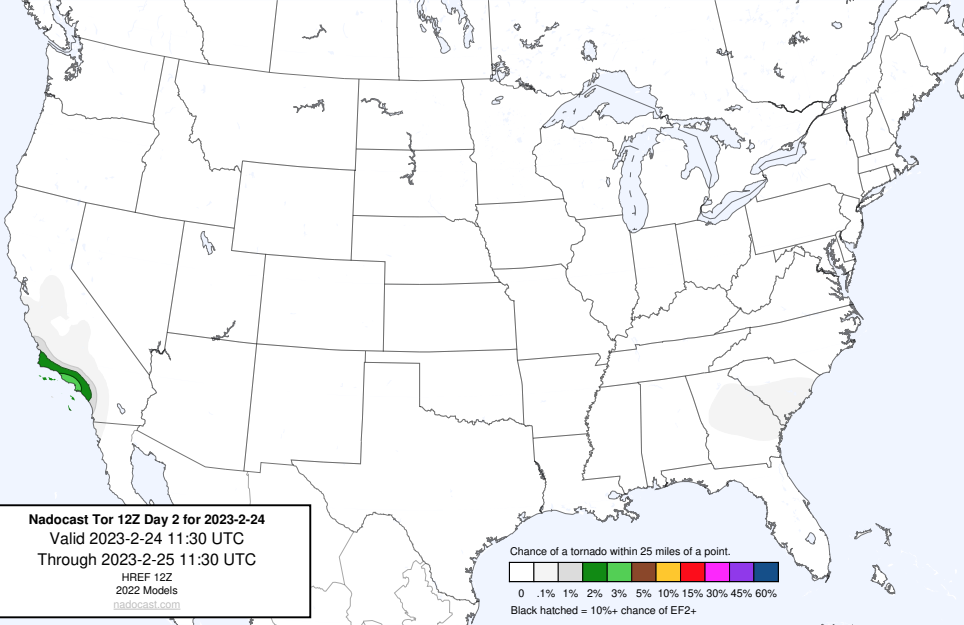 Nadocast Tor 12Z Day 2 for 2023-2-24
Valid 2023-2-24 11:30 UTC
Through 2023-2-25 11:30 UTC
HREF 12Z
2022 Models
nadocast.com
Chance of a tornado within 25 miles of a point.
0 .1% 1% 2% 3% 5% 10% 15% 30% 45% 60%
Black hatched = 10%+ chance of EF2+